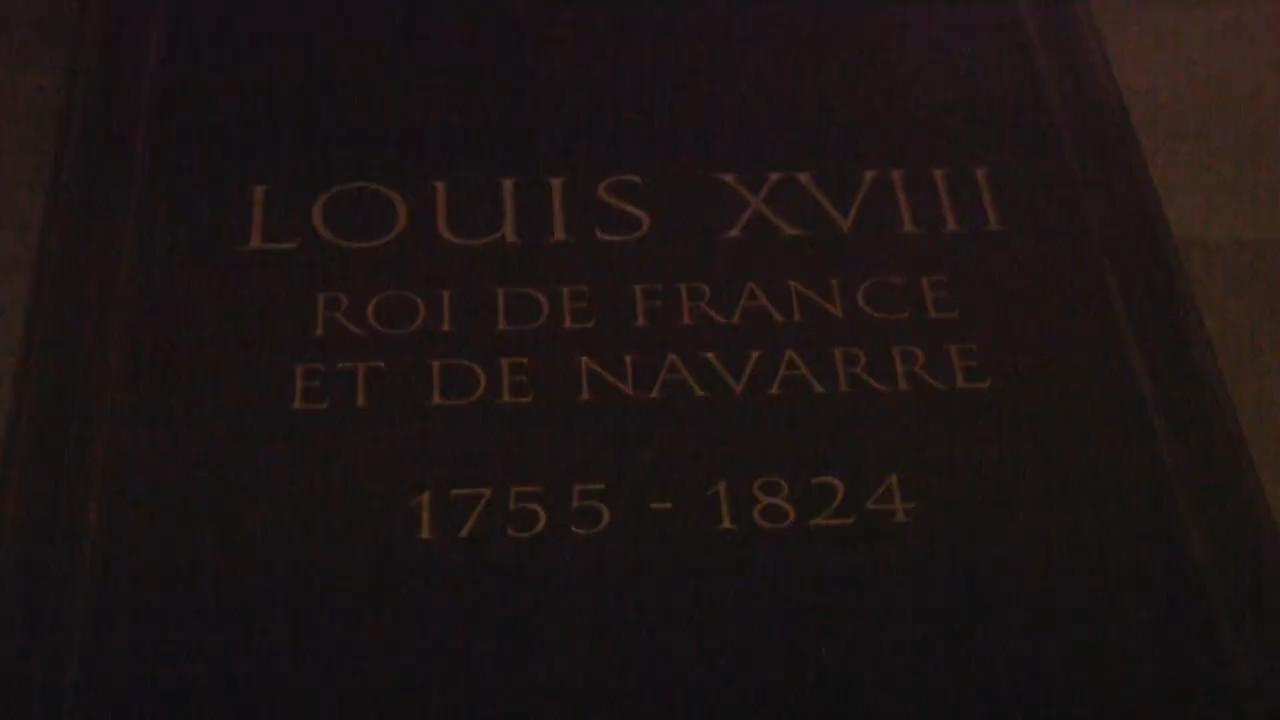 LOUIS XVIII
ROI DE FRANCE
ET DE NAVARRE
1755 - 1824